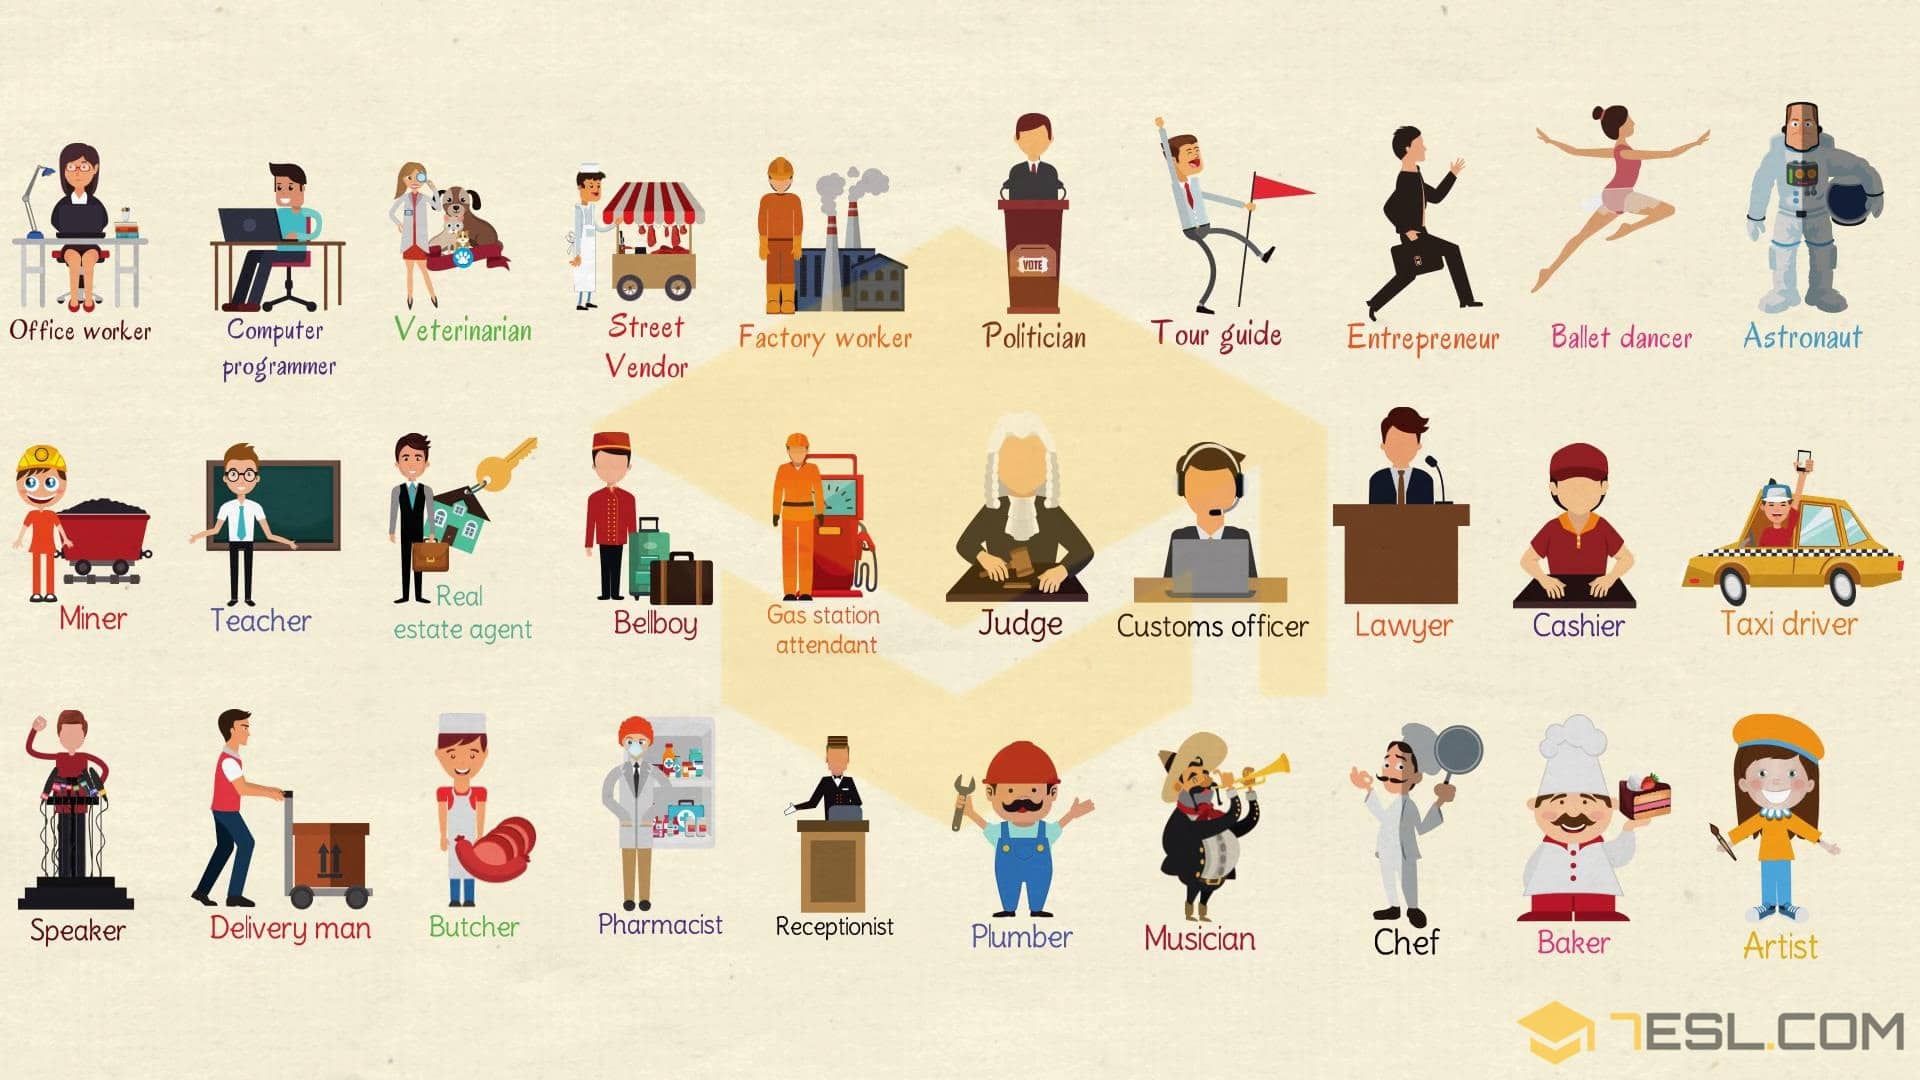 VOTE
Office worker
Computer
programmer
Veterinarian
Street
Vendor
Factory worker
Politician
Tour guide
Entrepreneur
Ballet dancer
Astronaut
Miner
Teacher
Real
estate agent
Bellboy
Gas station
attendant
Judge
Customs officer
Lawyer
Cashier
Taxi driver
Speaker
Delivery man
Butcher
Pharmacist
Receptionist
Plumber
Musician
Chef
Baker
Artist
7ESL.COM